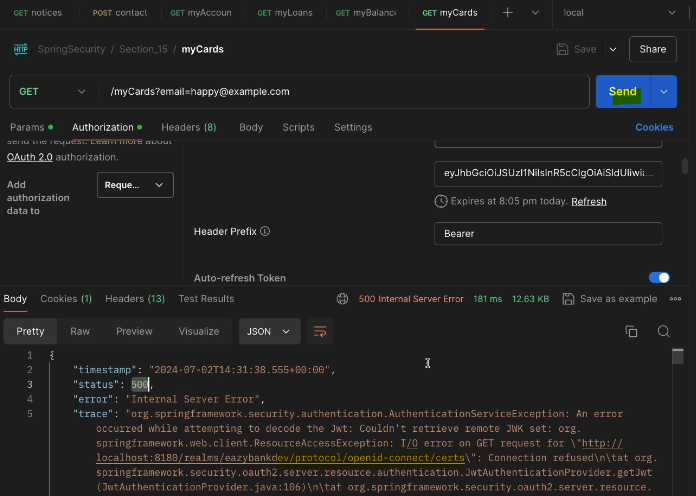 GET notices POST contact GET myAccoun GET myLoans GET myBalanc GET myCards local
HTTP SpringSecurity / Section_15 / myCards Save Share
GET /myCards?email=happy@example.com Send
Params Authorization Headers (8) Body Scripts Settings Cookies
send the request. Learn more about
OAuth 2.0 authorization.
eyJhbGciOiJSUzI1NiIsInR5cCIgOiAiSldUIiwia...
Add
authorization
data to
Reque...
Expires at 8:05 pm today. Refresh
Header Prefix Bearer
Auto-refresh Token
Body Cookies (1) Headers (13) Test Results 500 Internal Server Error 181 ms 12.63 KB Save as example
Pretty Raw Preview Visualize JSON
1 {
2 "timestamp": "2024-07-02T14:31:38.555+00:00",
3 "status": 500,
4 "error": "Internal Server Error",
5 "trace": "org.springframework.security.authentication.AuthenticationServiceException: An error
occurred while attempting to decode the Jwt: Couldn't retrieve remote JWK set: org.
springframework.web.client.ResourceAccessException: I/O error on GET request for \"http://
localhost:8180/realms/eazybankdev/protocol/openid-connect/certs\": Connection refused\n\tat org.
springframework.security.oauth2.server.resource.authentication.JwtAuthenticationProvider.getJwt
(JwtAuthenticationProvider.java:106)\n\tat org.springframework.security.oauth2.server.resource.